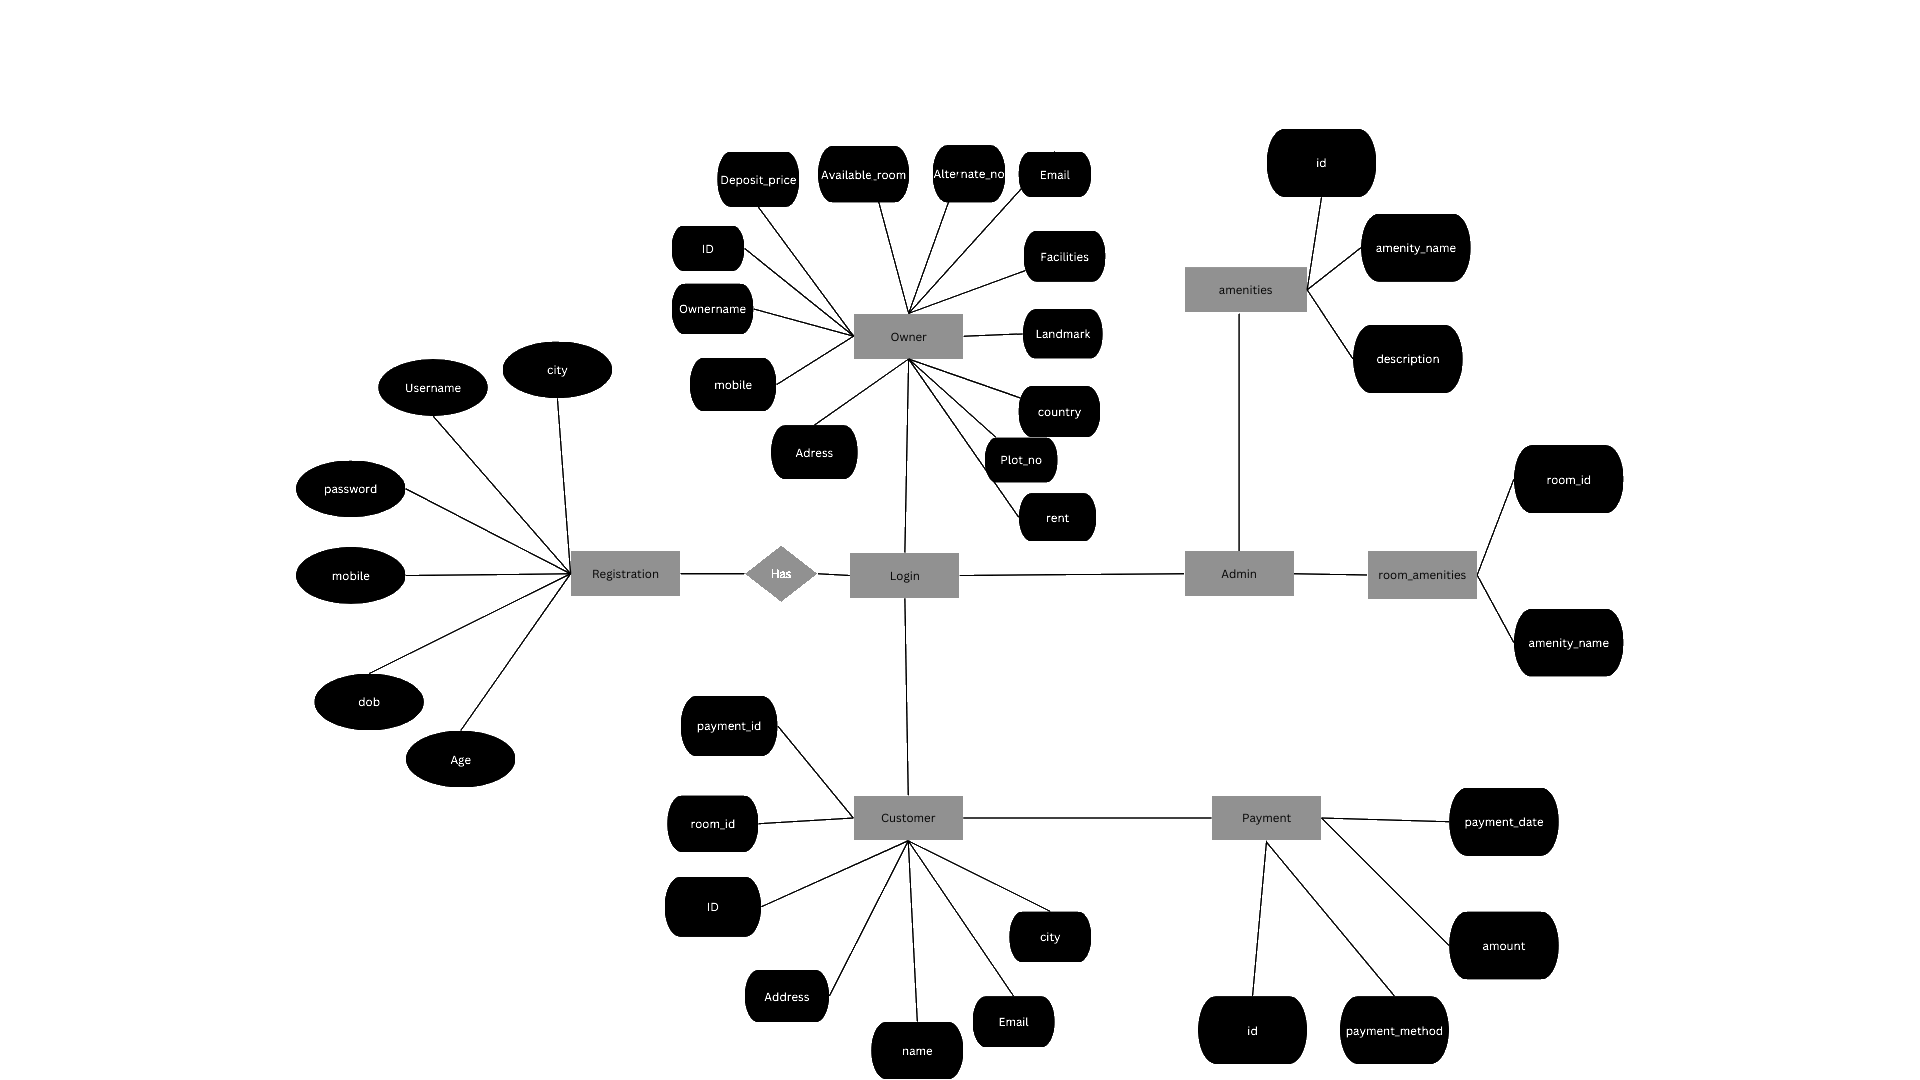 id
Deposit_price
Available_room
Alternate_no
Email
amenity_name
ID
Facilities
amenities
Ownername
Owner
Landmark
description
city
Username
mobile
country
Adress
Plot_no
room_id
password
rent
mobile
Registration
Has
Login
Admin
room_amenities
amenity_name
dob
payment_id
Age
room_id
Customer
Payment
payment_date
ID
city
amount
Address
Email
id
payment_method
name